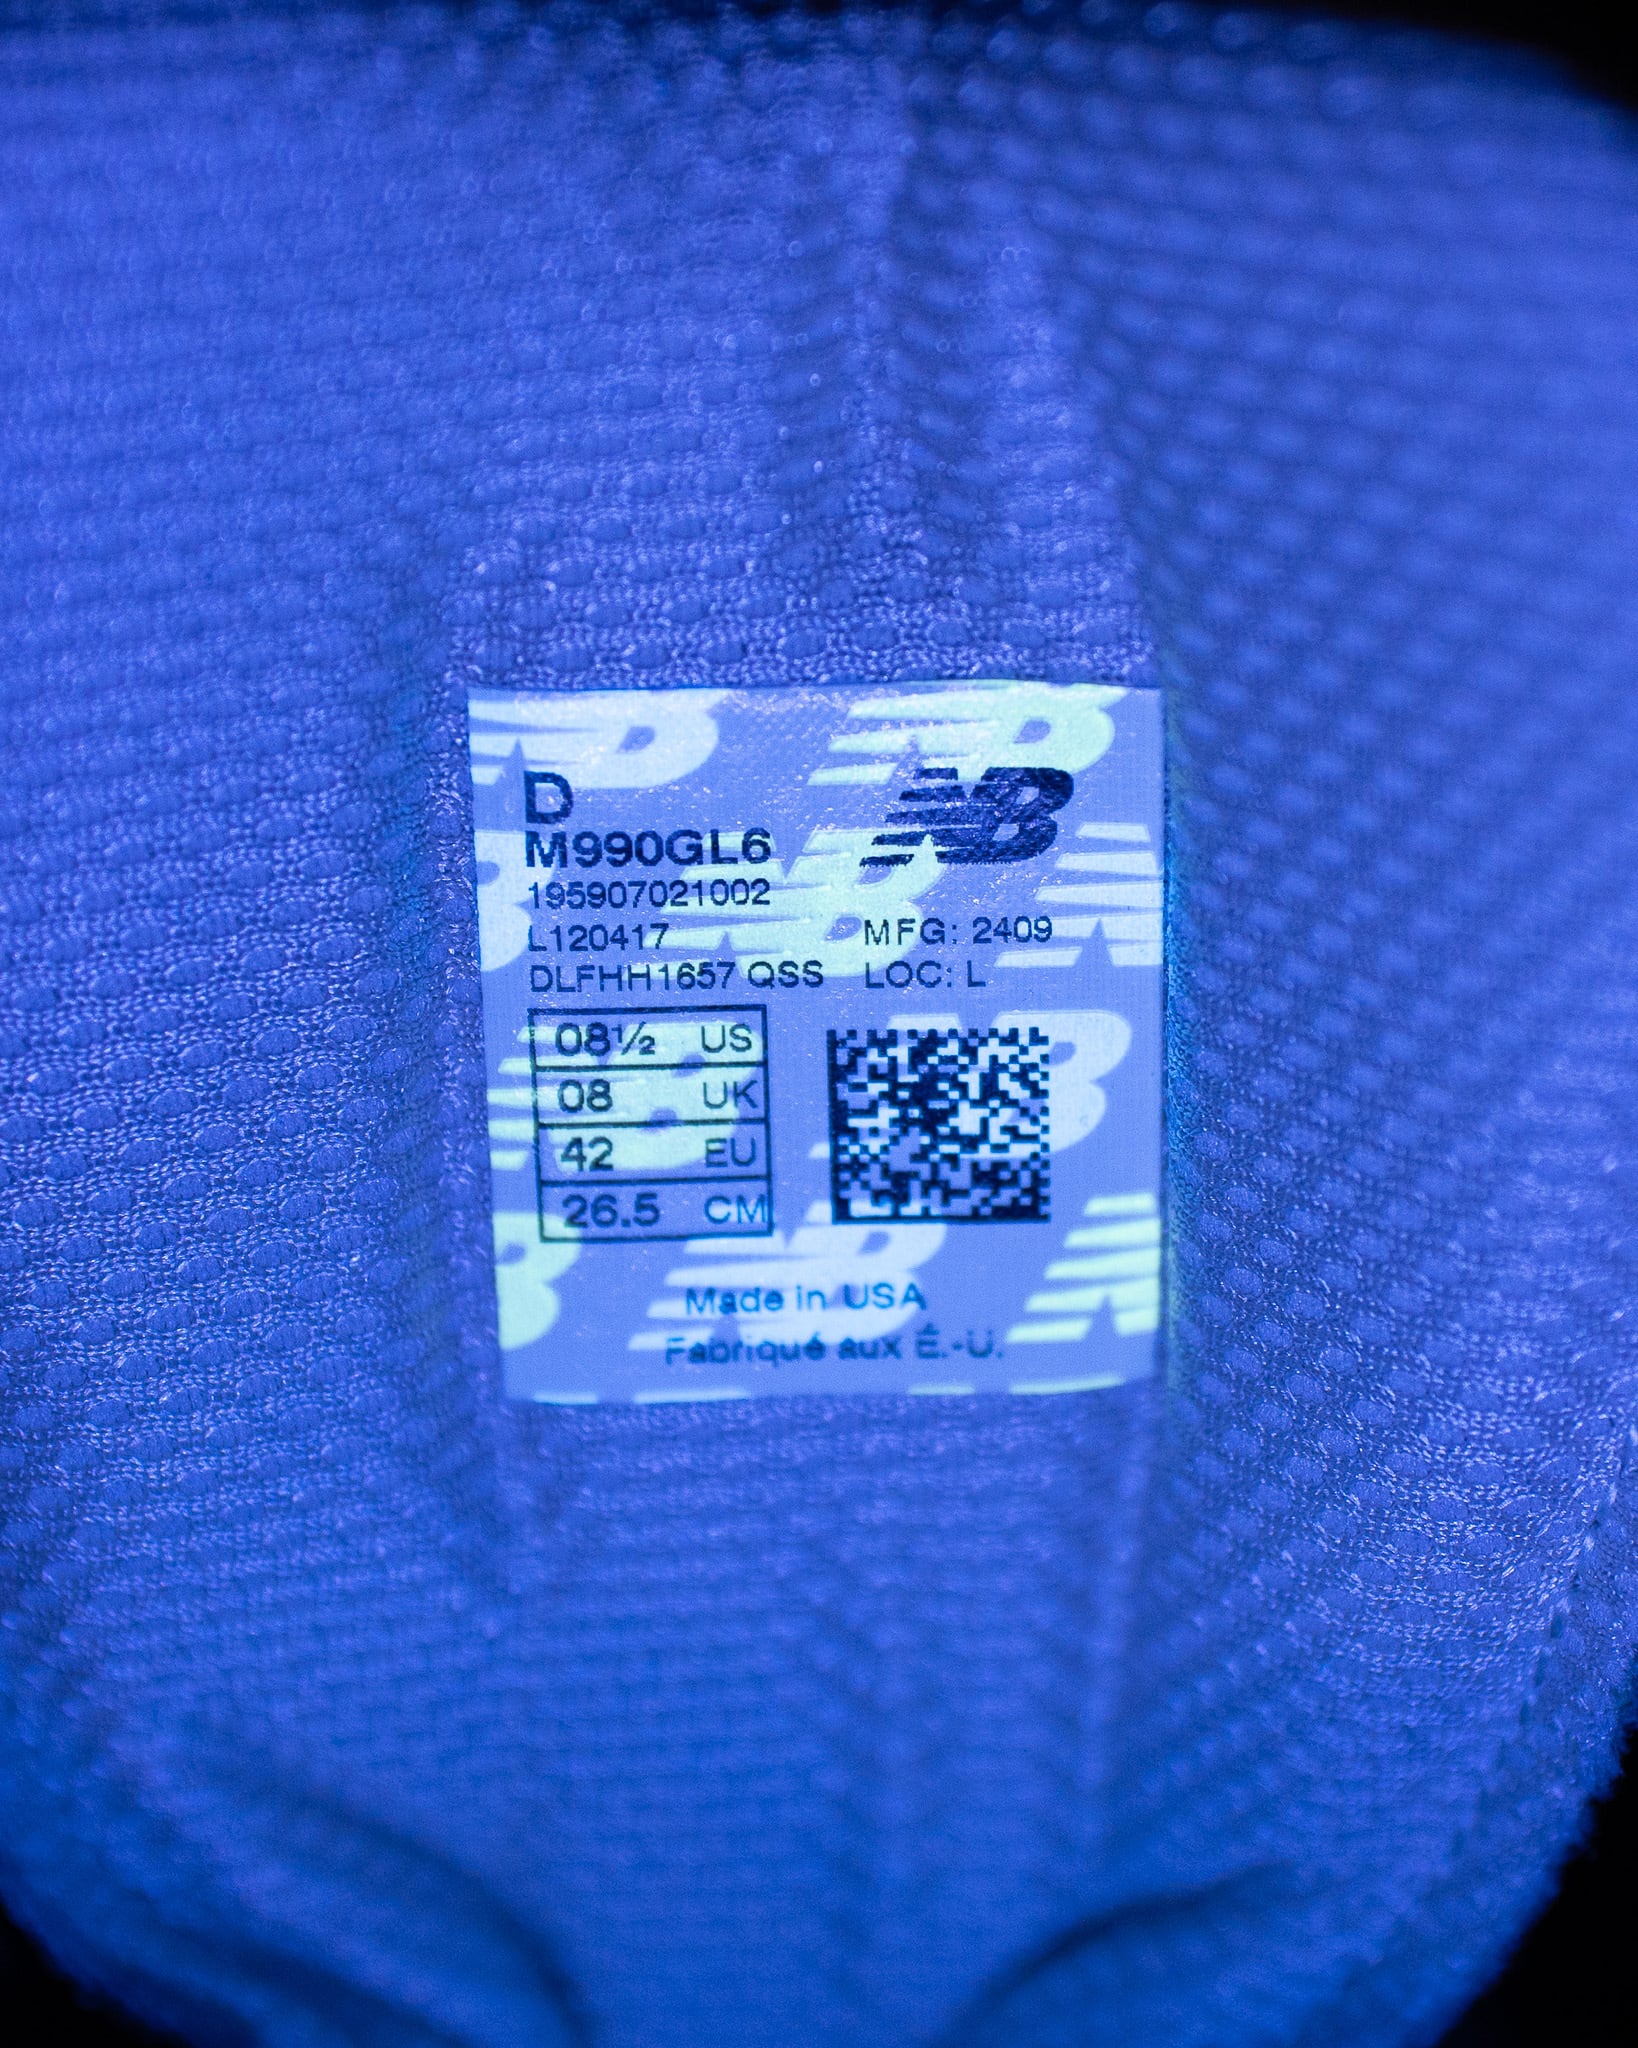 D
M990GL6
195907021002
L120417 MFG: 2409
DLFHH1657 QSS LOC: L
08½ US
08 UK
42 EU
26.5 CM
Made in USA
Fabriqué aux É.-U.